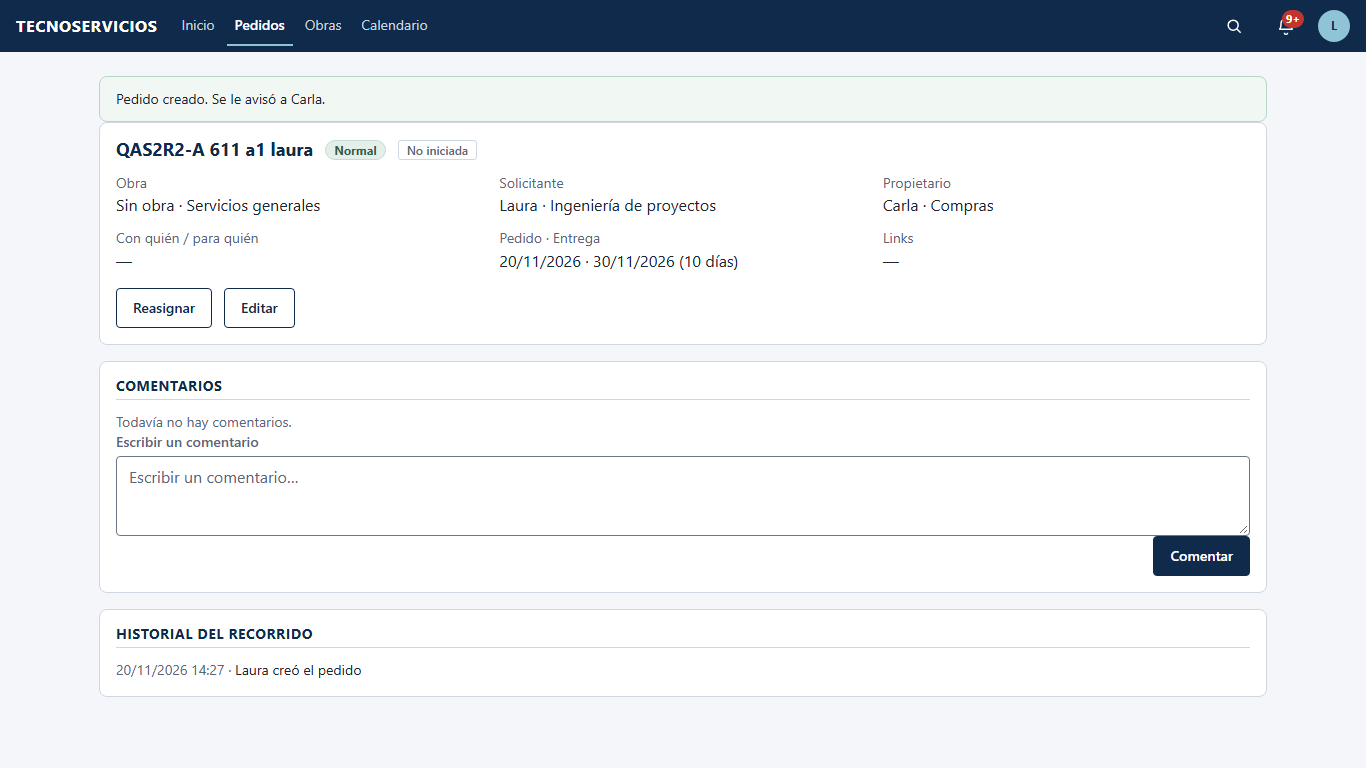 TECNOSERVICIOS Inicio Pedidos Obras Calendario 9+ L
Pedido creado. Se le avisó a Carla.
QAS2R2-A 611 a1 laura Normal No iniciada
Obra Solicitante Propietario
Sin obra · Servicios generales Laura · Ingeniería de proyectos Carla · Compras
Con quién / para quién Pedido · Entrega Links
— 20/11/2026 · 30/11/2026 (10 días) —
Reasignar Editar
COMENTARIOS
Todavía no hay comentarios.
Escribir un comentario
Escribir un comentario...
Comentar
HISTORIAL DEL RECORRIDO
20/11/2026 14:27 · Laura creó el pedido